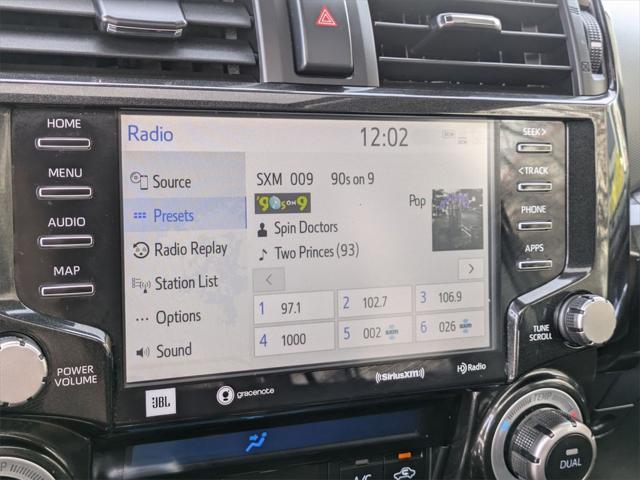 Radio
12:02
HOME
MENU
AUDIO
MAP
POWER
VOLUME
Source
Presets
Radio Replay
Station List
Options
Sound
SXM 009 90s on 9
'90s ON 9
Pop
Spin Doctors
Two Princes (93)
<
>
1 97.1
2 102.7
3 106.9
4 1000
5 002
6 026
SEEK>
<TRACK
PHONE
APPS
TUNE
SCROLL
JBL
gracenote
((SiriusXM))
HD Radio
TEMP
DUAL
A/C
P